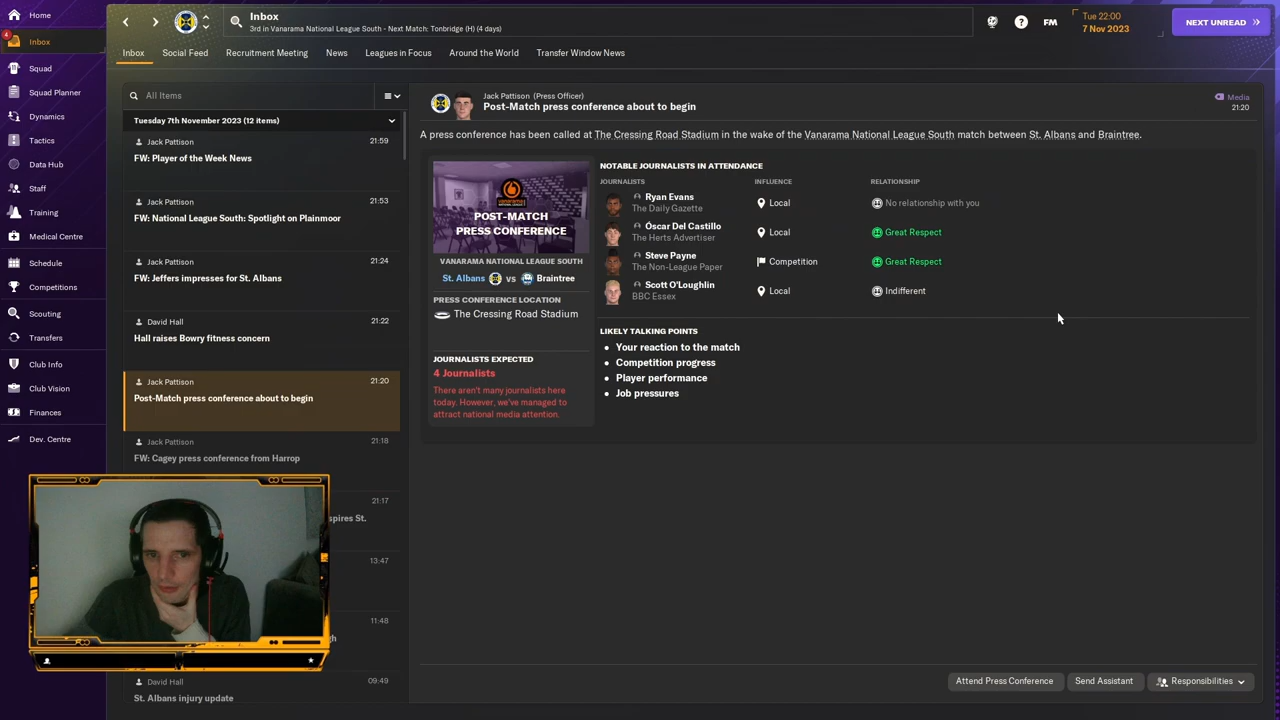 Home
4
Inbox
Squad
Squad Planner
Dynamics
Tactics
Data Hub
Staff
Training
Medical Centre
Schedule
Competitions
Scouting
Transfers
Club Info
Club Vision
Finances
Dev. Centre
Inbox
3rd in Vanarama National League South - Next Match: Tonbridge (H) (4 days)
?
FM
Tue 22:00
7 Nov 2023
NEXT UNREAD
Inbox
Social Feed
Recruitment Meeting
News
Leagues in Focus
Around the World
Transfer Window News
All Items
Tuesday 7th November 2023 (12 items)
Jack Pattison 21:59
FW: Player of the Week News
Jack Pattison 21:53
FW: National League South: Spotlight on Plainmoor
Jack Pattison 21:24
FW: Jeffers impresses for St. Albans
David Hall 21:22
Hall raises Bowry fitness concern
Jack Pattison 21:20
Post-Match press conference about to begin
Jack Pattison 21:18
FW: Cagey press conference from Harrop
21:17
spires St.
13:47
11:48
gh
David Hall 09:49
St. Albans injury update
Jack Pattison (Press Officer)
Post-Match press conference about to begin
Media
21:20
A press conference has been called at The Cressing Road Stadium in the wake of the Vanarama National League South match between St. Albans and Braintree.
vanarama
NATIONAL LEAGUE
POST-MATCH
PRESS CONFERENCE
VANARAMA NATIONAL LEAGUE SOUTH
St. Albans vs Braintree
PRESS CONFERENCE LOCATION
The Cressing Road Stadium
JOURNALISTS EXPECTED
4 Journalists
There aren't many journalists here
today. However, we've managed to
attract national media attention.
NOTABLE JOURNALISTS IN ATTENDANCE
JOURNALISTS INFLUENCE RELATIONSHIP
Ryan Evans
The Daily Gazette
Local
No relationship with you
Óscar Del Castillo
The Herts Advertiser
Local
Great Respect
Steve Payne
The Non-League Paper
Competition
Great Respect
Scott O'Loughlin
BBC Essex
Local
Indifferent
LIKELY TALKING POINTS
• Your reaction to the match
• Competition progress
• Player performance
• Job pressures
Attend Press Conference
Send Assistant
Responsibilities